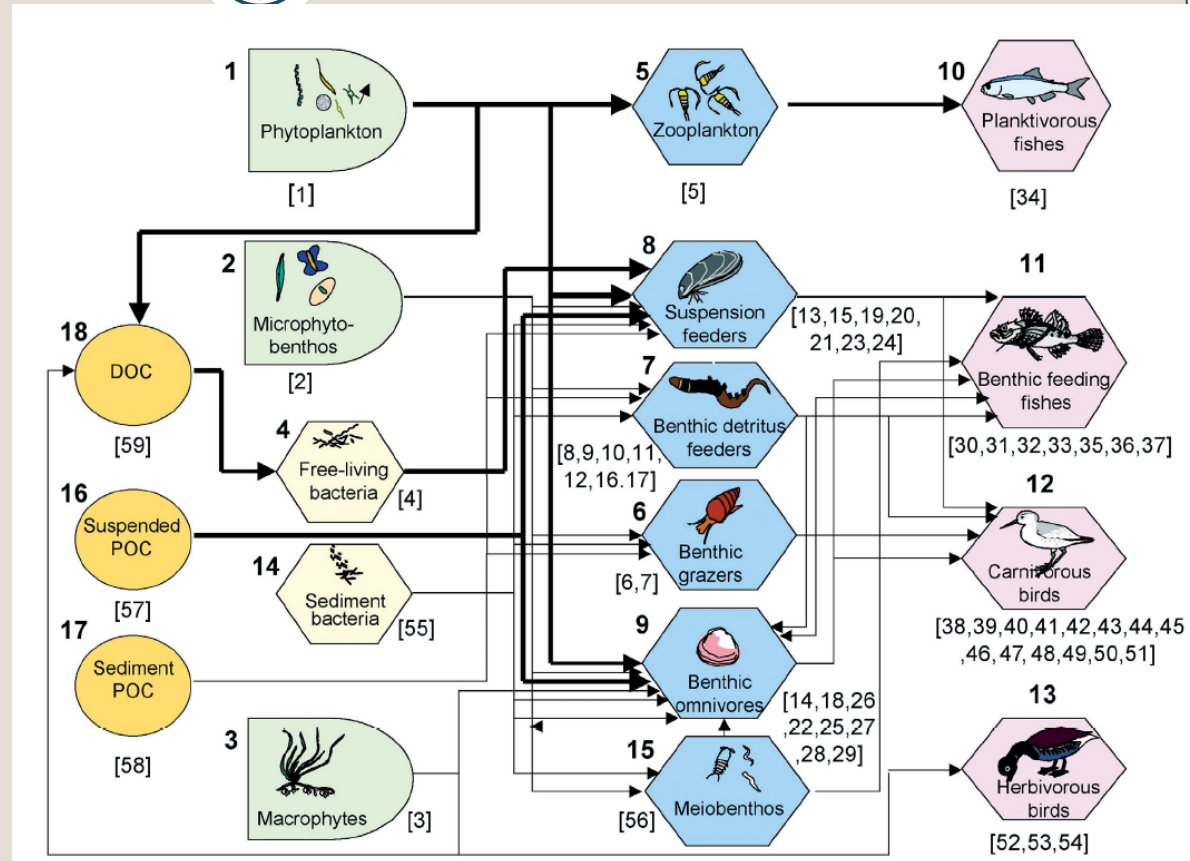 1
Phytoplankton
[1]
5
Zooplankton
[5]
10
Planktivorous
fishes
[34]
2
Microphyto-
benthos
[2]
8
Suspension
feeders
[13,15,19,20,
21,23,24]
11
Benthic feeding
fishes
[30,31,32,33,35,36,37]
18
DOC
[59]
7
Benthic detritus
feeders
[8,9,10,11,
12,16.17]
4
Free-living
bacteria
[4]
16
Suspended
POC
[57]
6
Benthic
grazers
[6,7]
12
Carnivorous
birds
[38,39,40,41,42,43,44,45
,46,47,48,49,50,51]
14
Sediment
bacteria
[55]
17
Sediment
POC
[58]
9
Benthic
omnivores
[14,18,26
,22,25,27
,28,29]
3
Macrophytes
[3]
15
Meiobenthos
[56]
13
Herbivorous
birds
[52,53,54]